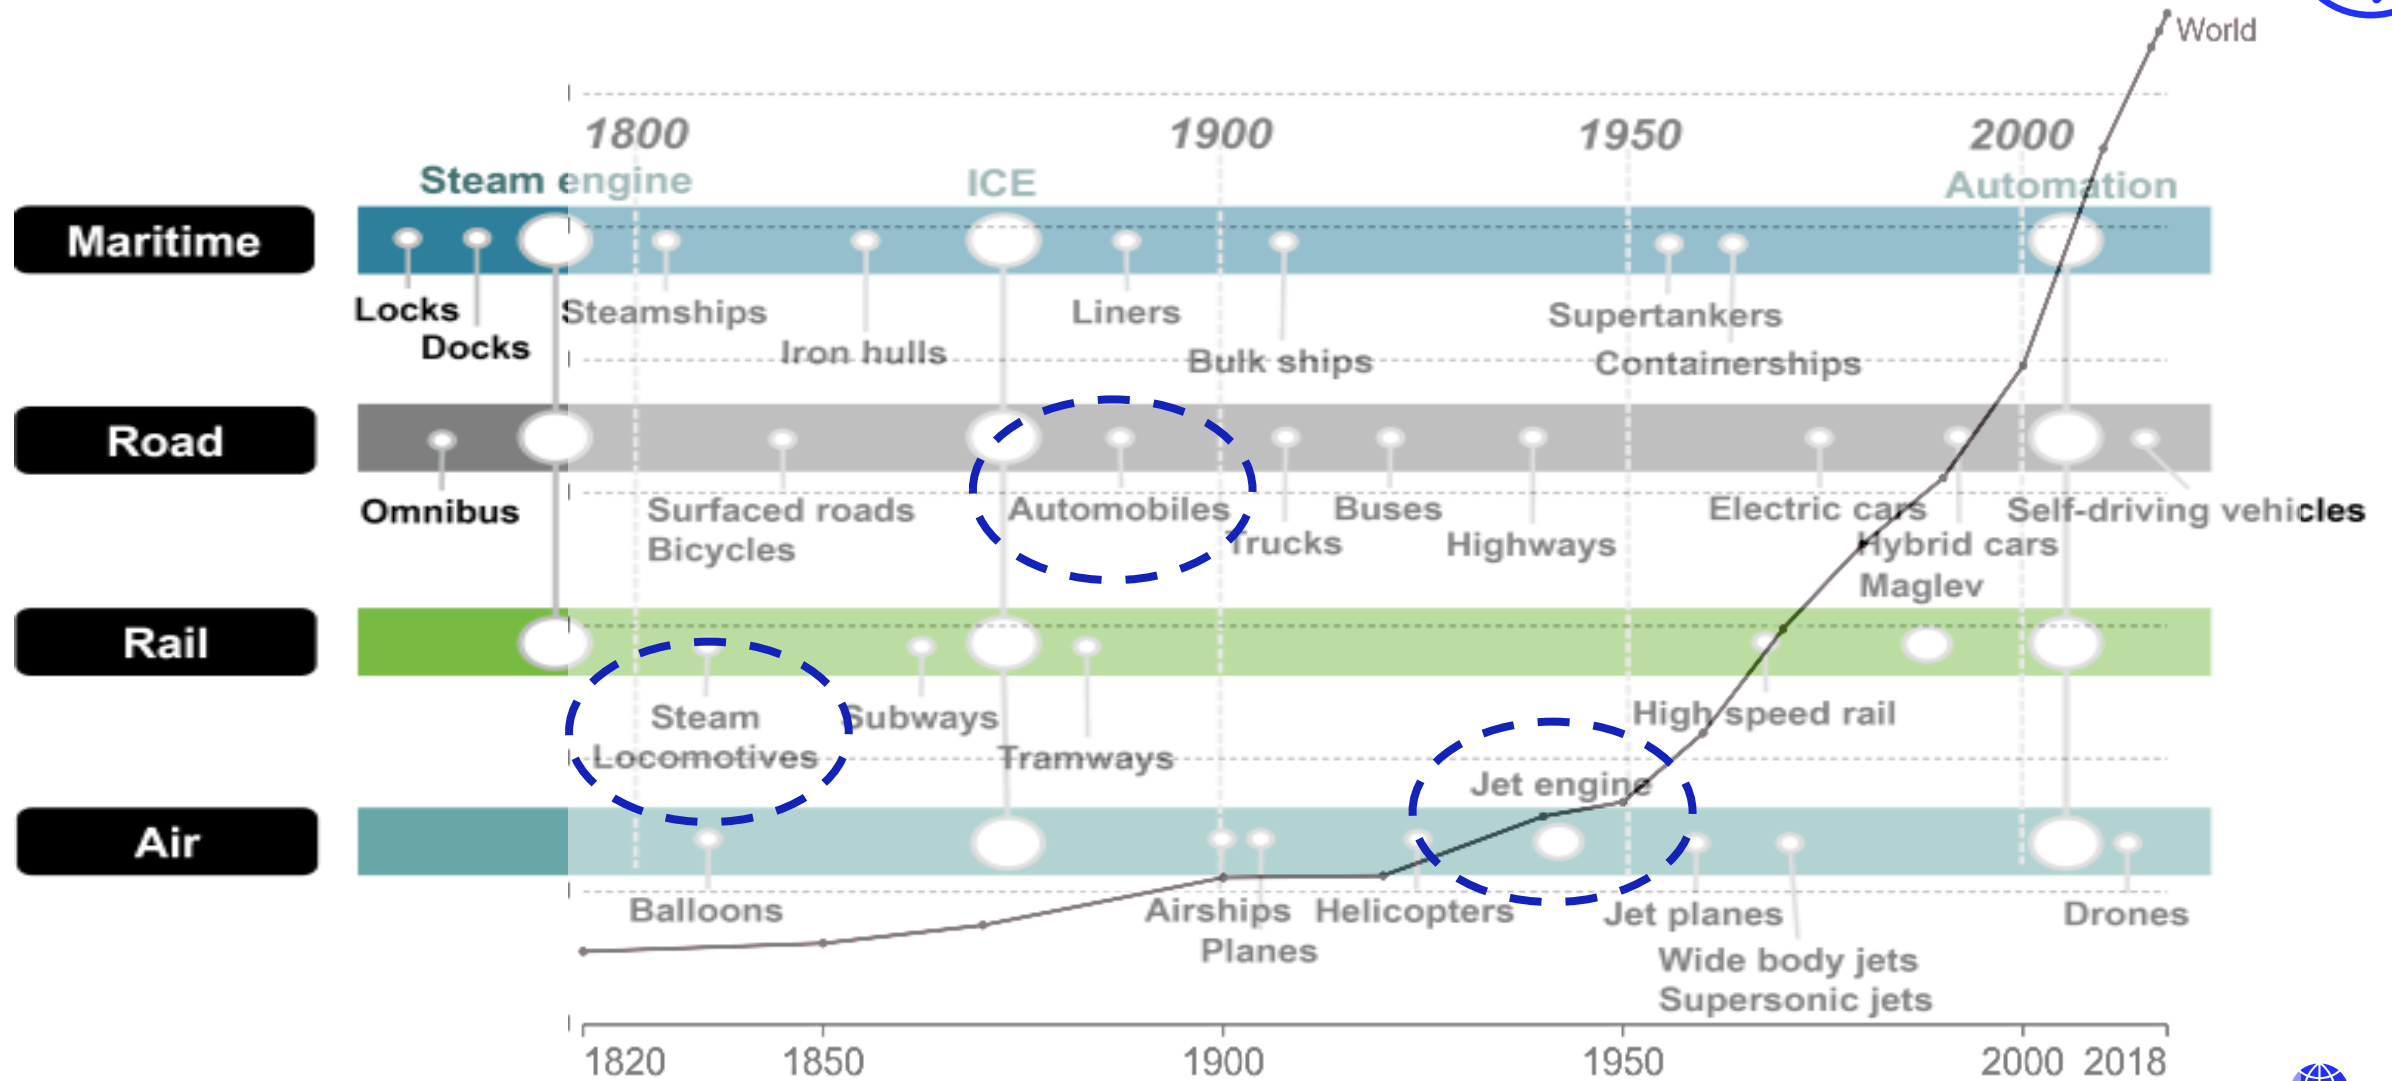 World
1800 1900 1950 2000
Steam engine ICE Automation
Maritime
Locks Steamships Liners Supertankers
Docks Iron hulls Bulk ships Containerships
Road
Omnibus Surfaced roads Automobiles Buses Electric cars Self-driving vehicles
Bicycles Trucks Highways Hybrid cars
Maglev
Rail
Steam Subways High speed rail
Locomotives Tramways
Jet engine
Air
Balloons Airships Helicopters Jet planes Drones
Planes Wide body jets
Supersonic jets
1820 1850 1900 1950 2000 2018